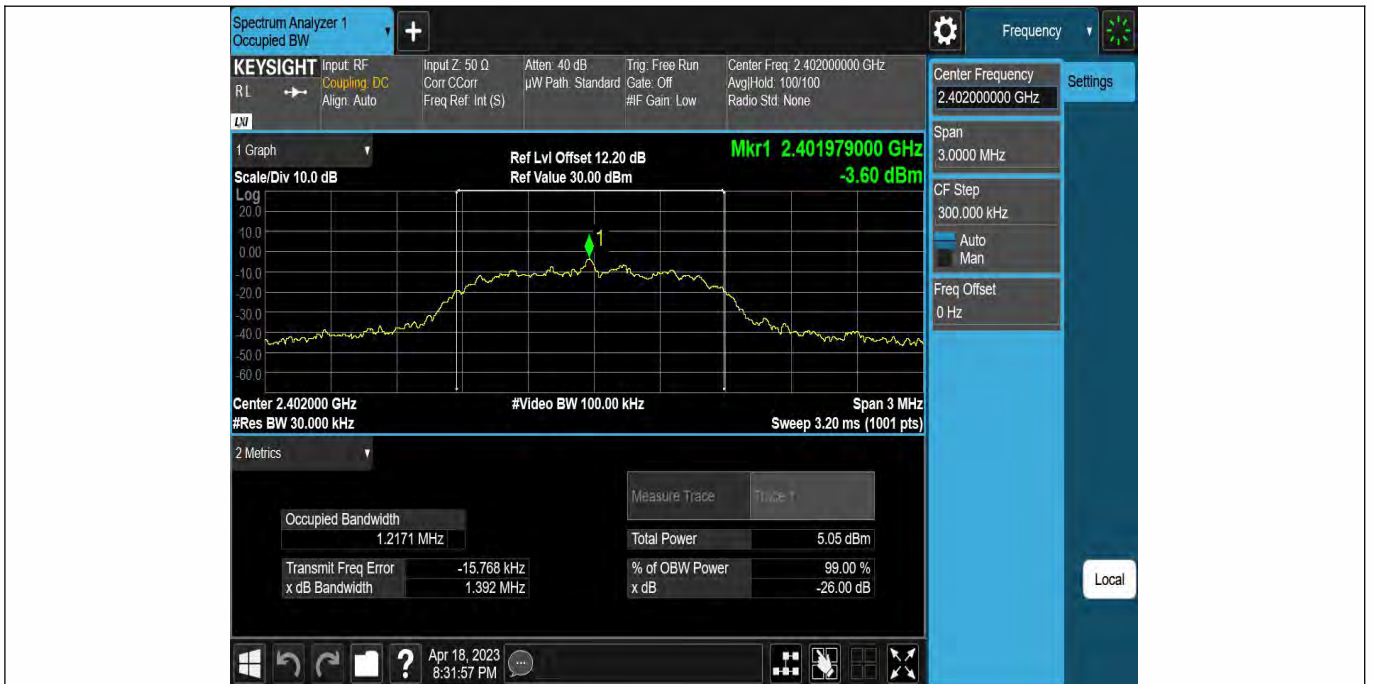 Spectrum Analyzer 1
Occupied BW
+
Frequency
KEYSIGHT
RL
LXI
Input: RF
Coupling: DC
Align: Auto
Input Z: 50 Ω
Corr CCorr
Freq Ref: Int (S)
Atten: 40 dB
µW Path: Standard
Trig: Free Run
Gate: Off
#IF Gain: Low
Center Freq: 2.402000000 GHz
Avg|Hold: 100/100
Radio Std: None
Center Frequency
2.402000000 GHz
Settings
Span
3.0000 MHz
CF Step
300.000 kHz
Auto
Man
Freq Offset
0 Hz
1 Graph
Scale/Div 10.0 dB
Ref Lvl Offset 12.20 dB
Ref Value 30.00 dBm
Mkr1 2.401979000 GHz
-3.60 dBm
Log
20.0
10.0
0.00
-10.0
-20.0
-30.0
-40.0
-50.0
-60.0
1
Center 2.402000 GHz
#Res BW 30.000 kHz
#Video BW 100.00 kHz
Span 3 MHz
Sweep 3.20 ms (1001 pts)
2 Metrics
Measure Trace
Trace 1
Occupied Bandwidth
1.2171 MHz
Total Power 5.05 dBm
Transmit Freq Error -15.768 kHz
% of OBW Power 99.00 %
x dB Bandwidth 1.392 MHz
x dB -26.00 dB
Local
?
Apr 18, 2023
8:31:57 PM